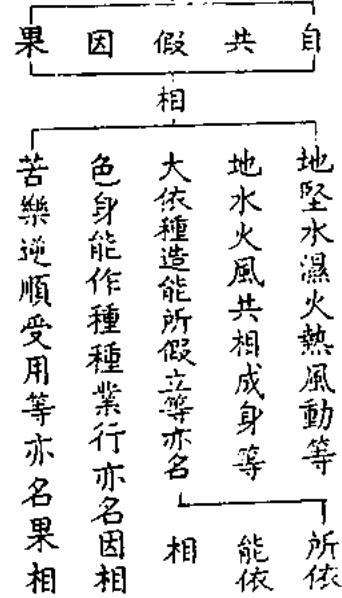 自共假因果
相
地堅水濕火熱風動等
地水火風共相成身等
大依種造能所假立等亦名
色身能作種種業行亦名因相
苦樂逆順受用等亦名果相
所依
能依
相